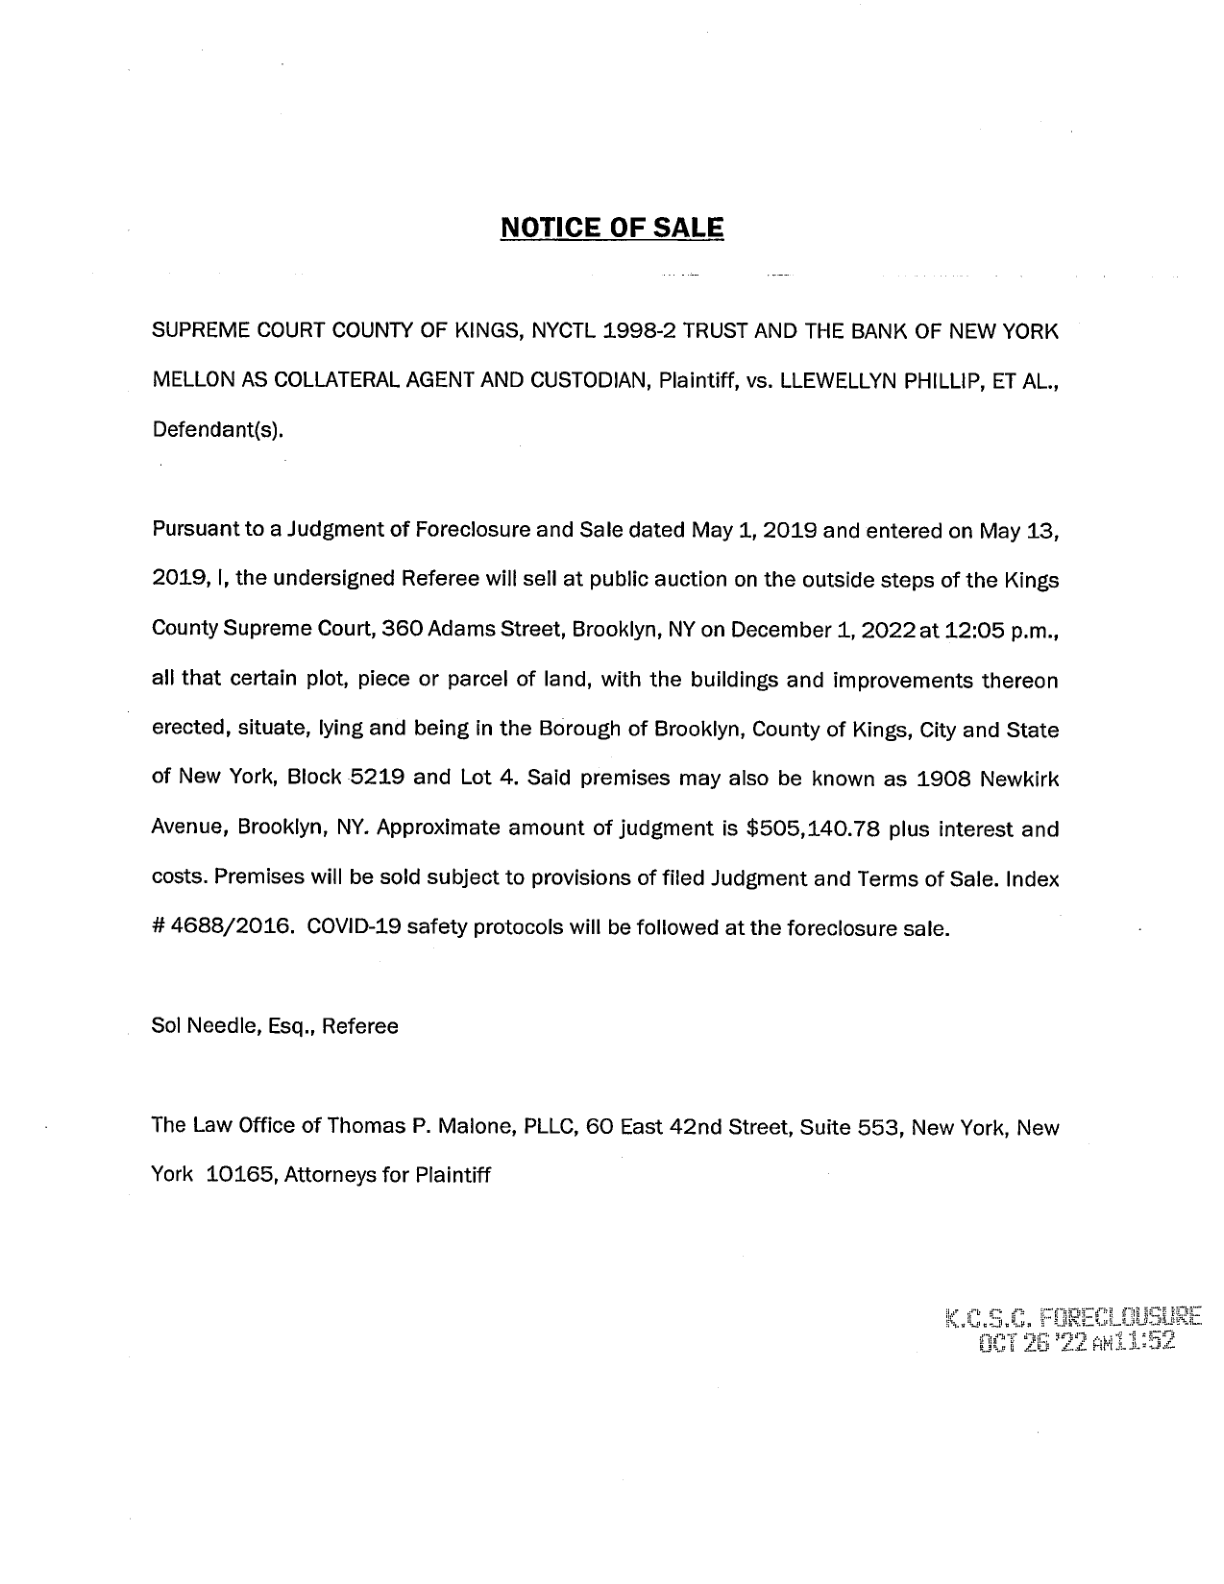 NOTICE OF SALE
SUPREME COURT COUNTY OF KINGS, NYCTL 1998-2 TRUST AND THE BANK OF NEW YORK
MELLON AS COLLATERAL AGENT AND CUSTODIAN, Plaintiff, vs. LLEWELLYN PHILLIP, ET AL.,
Defendant(s).
Pursuant to a Judgment of Foreclosure and Sale dated May 1, 2019 and entered on May 13,
2019, I, the undersigned Referee will sell at public auction on the outside steps of the Kings
County Supreme Court, 360 Adams Street, Brooklyn, NY on December 1, 2022 at 12:05 p.m.,
all that certain plot, piece or parcel of land, with the buildings and improvements thereon
erected, situate, lying and being in the Borough of Brooklyn, County of Kings, City and State
of New York, Block 5219 and Lot 4. Said premises may also be known as 1908 Newkirk
Avenue, Brooklyn, NY. Approximate amount of judgment is $505,140.78 plus interest and
costs. Premises will be sold subject to provisions of filed Judgment and Terms of Sale. Index
# 4688/2016.  COVID-19 safety protocols will be followed at the foreclosure sale.
Sol Needle, Esq., Referee
The Law Office of Thomas P. Malone, PLLC, 60 East 42nd Street, Suite 553, New York, New
York  10165, Attorneys for Plaintiff
K.C.S.C. FORECLOUSURE
OCT 26 '22 AM11:52